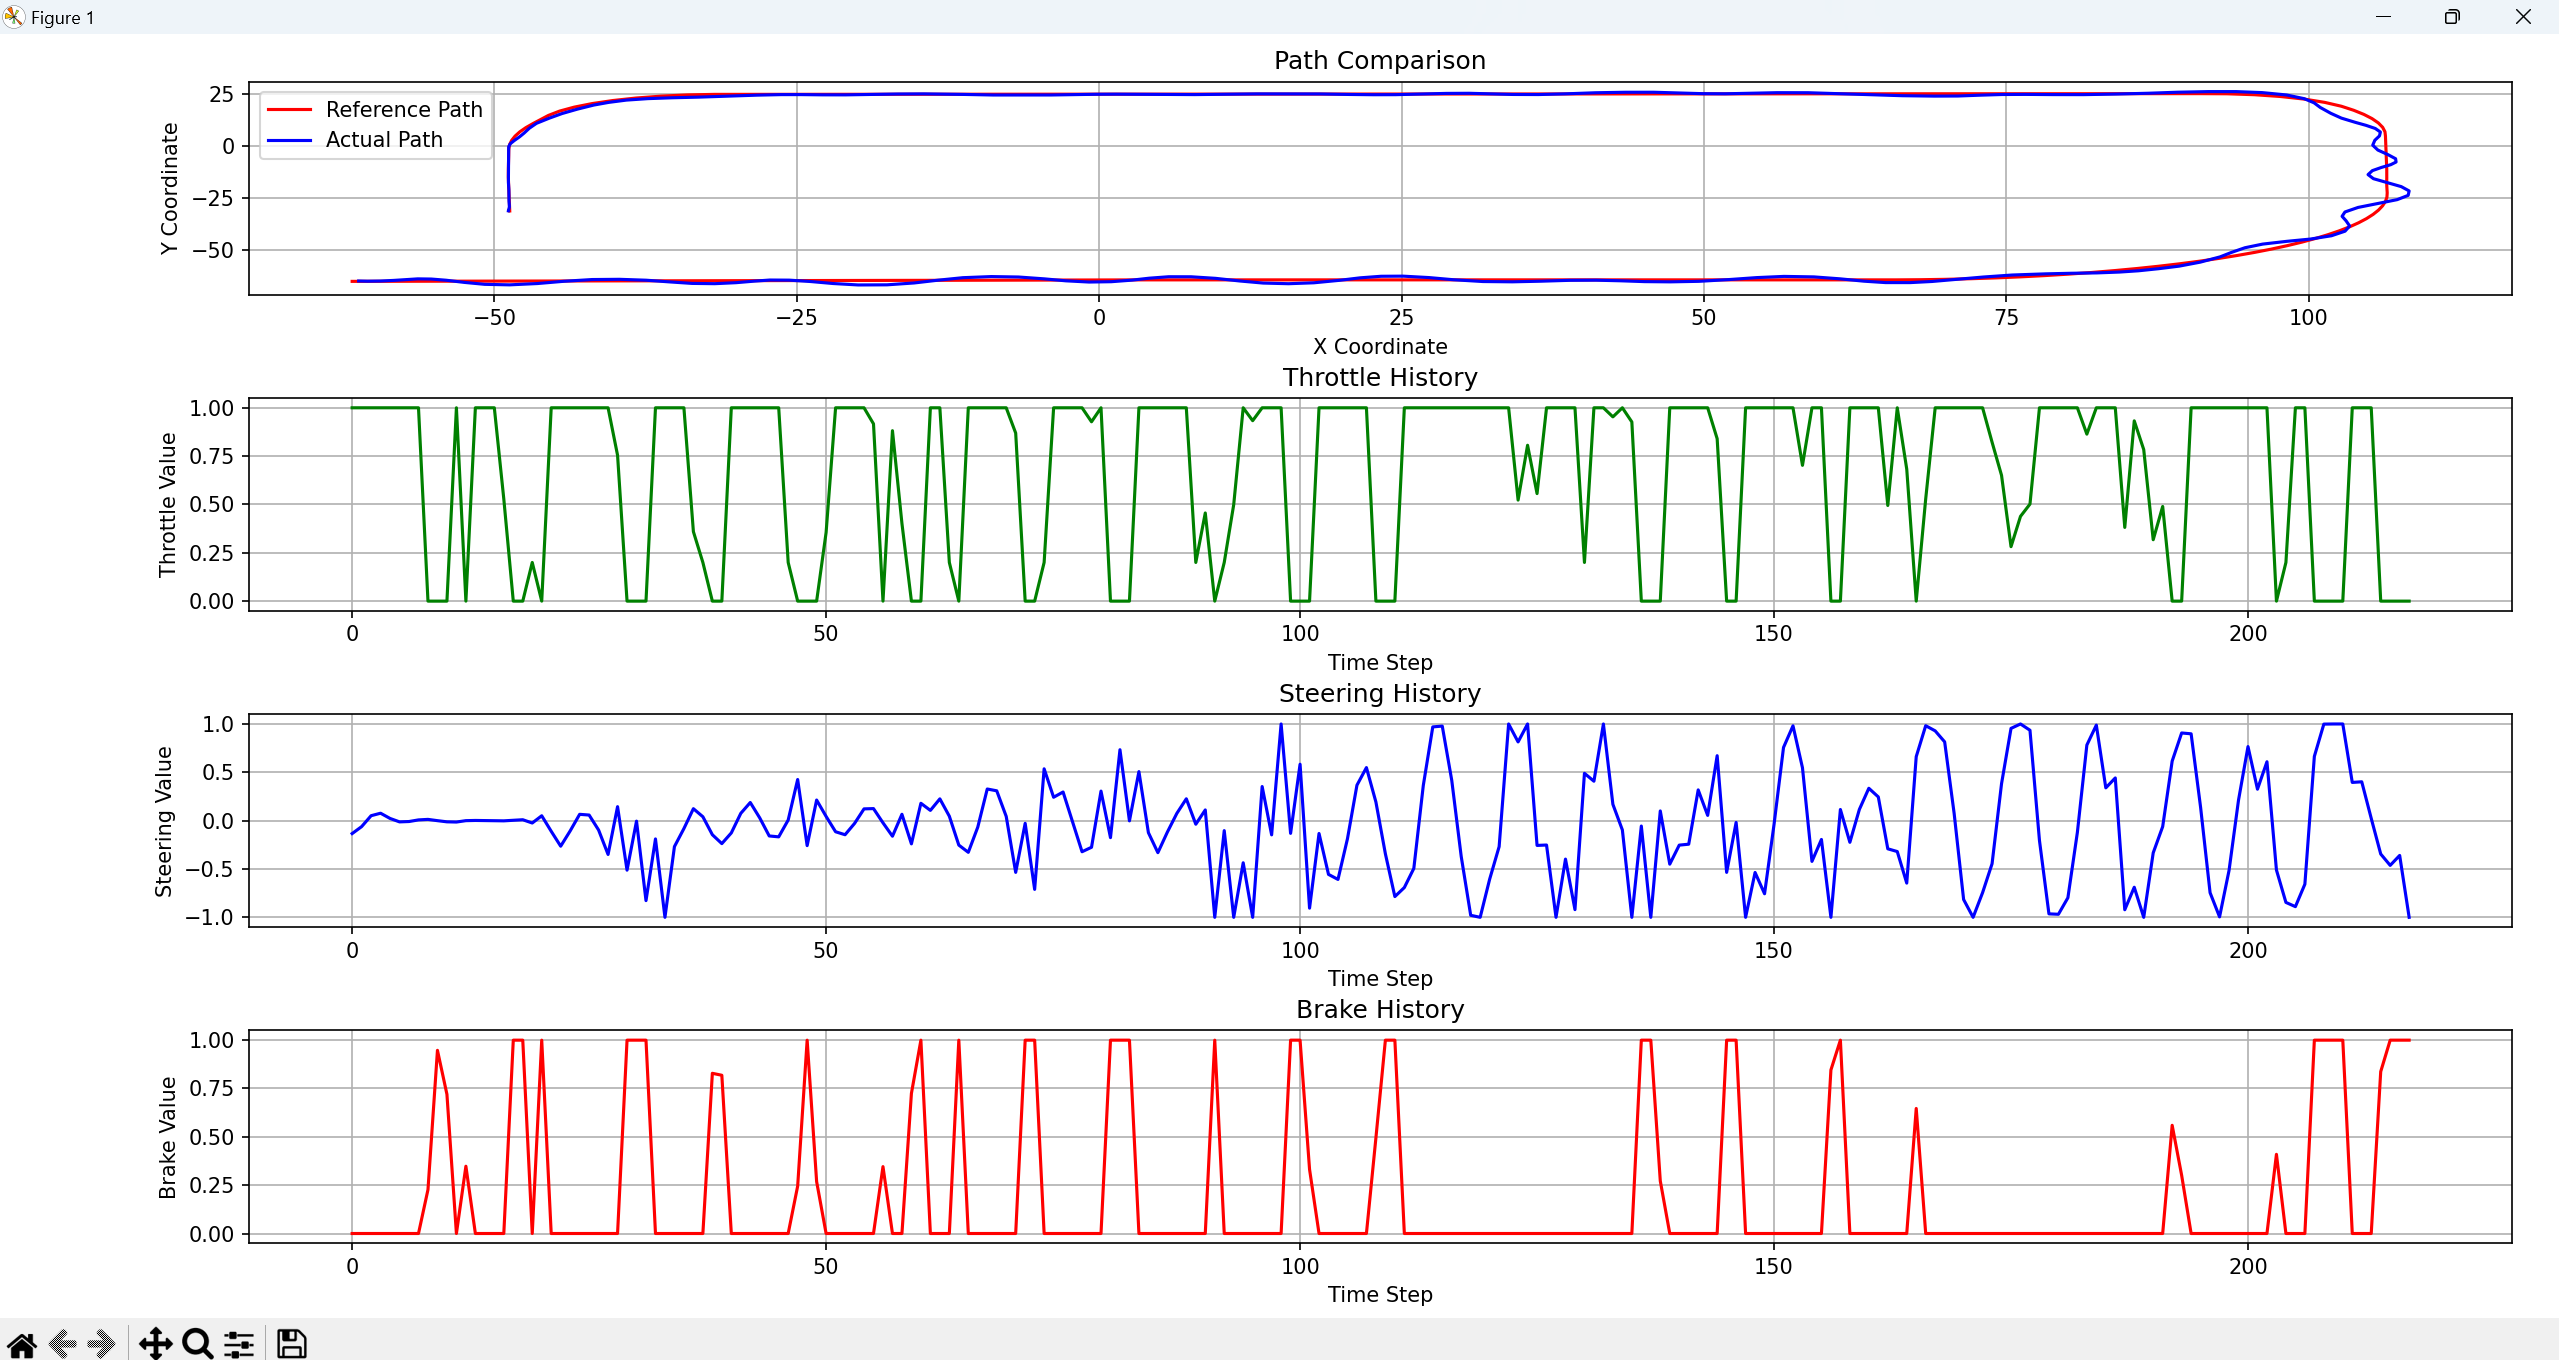 Figure 1
Path Comparison
25
0
−25
−50
Y Coordinate
Reference Path
Actual Path
−50 −25 0 25 50 75 100
X Coordinate
Throttle History
1.00
0.75
0.50
0.25
0.00
Throttle Value
0 50 100 150 200
Time Step
Steering History
1.0
0.5
0.0
−0.5
−1.0
Steering Value
0 50 100 150 200
Time Step
Brake History
1.00
0.75
0.50
0.25
0.00
Brake Value
0 50 100 150 200
Time Step